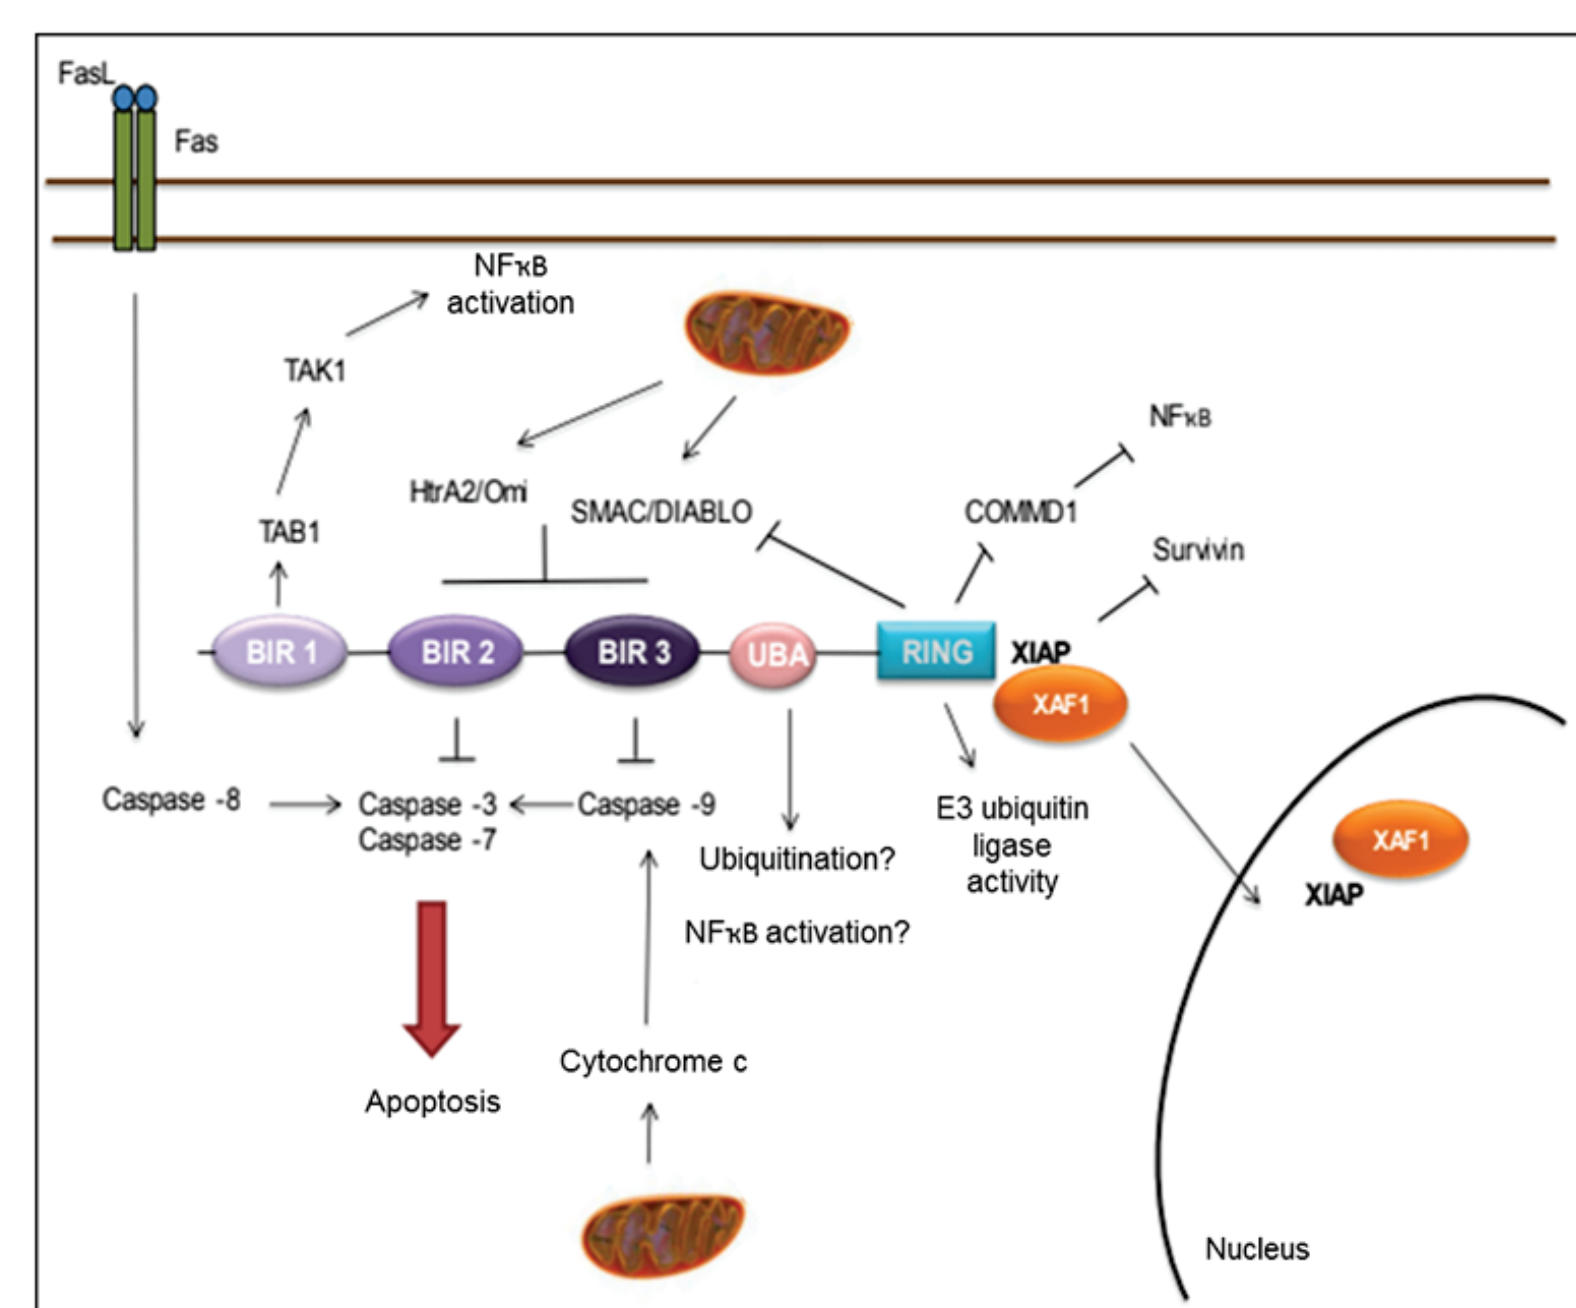 FasL
Fas
NFκB
activation
TAK1
NFκB
HtrA2/Omi
SMAC/DIABLO
COMMD1
TAB1
Survivin
BIR 1
BIR 2
BIR 3
UBA
RING
XIAP
XAF1
Caspase -8
Caspase -3
Caspase -9
Caspase -7
E3 ubiquitin
ligase
activity
Ubiquitination?
NFκB activation?
XAF1
XIAP
Cytochrome c
Apoptosis
Nucleus